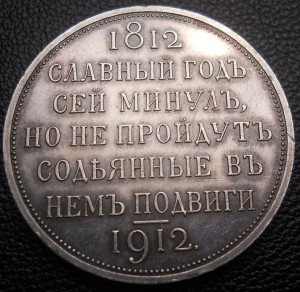 1812
СЛАВНЫЙ ГОДЪ
СЕЙ МИНУЛЪ,
НО НЕ ПРОЙДУТЪ
СОДѢЯННЫЕ ВЪ
НЕМЪ ПОДВИГИ
1912.